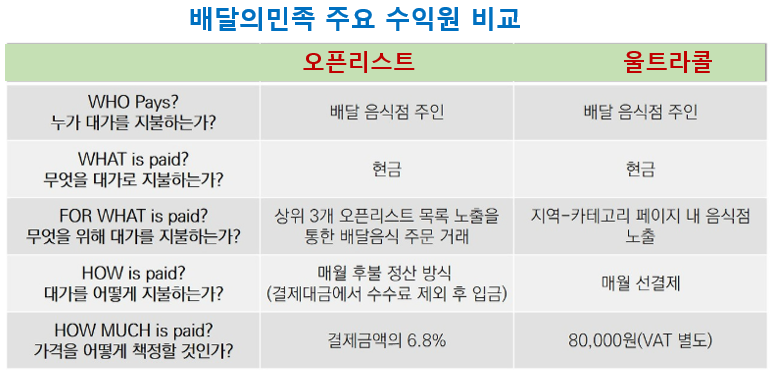 배달의민족 주요 수익원 비교
오픈리스트 울트라콜
WHO Pays?
누가 대가를 지불하는가?
배달 음식점 주인
배달 음식점 주인
WHAT is paid?
무엇을 대가로 지불하는가?
현금
현금
FOR WHAT is paid?
무엇을 위해 대가를 지불하는가?
상위 3개 오픈리스트 목록 노출을
통한 배달음식 주문 거래
지역-카테고리 페이지 내 음식점
노출
HOW is paid?
대가를 어떻게 지불하는가?
매월 후불 정산 방식
(결제대금에서 수수료 제외 후 입금)
매월 선결제
HOW MUCH is paid?
가격을 어떻게 책정할 것인가?
결제금액의 6.8%
80,000원(VAT 별도)